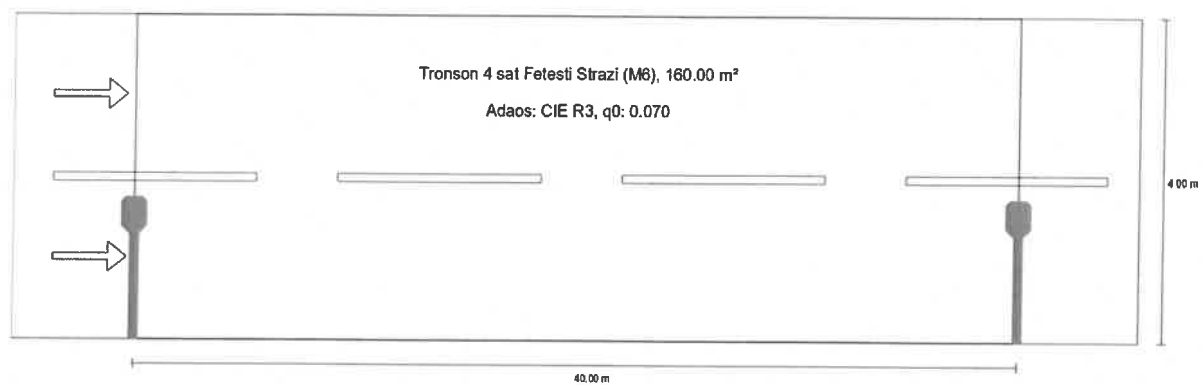 Tronson 4 sat Fetesti Strazi (M6), 160.00 m²
Adaos: CIE R3, q0: 0.070
4.00 m
40.00 m